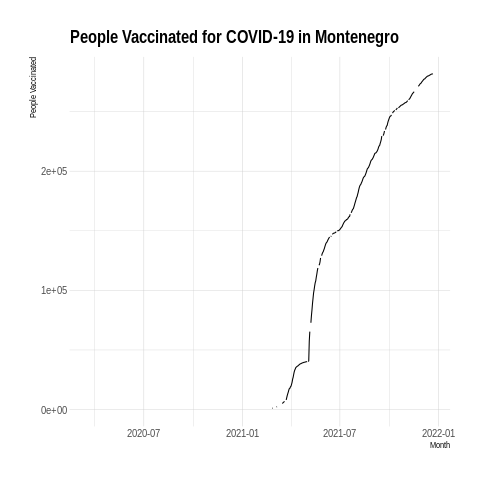 People Vaccinated for COVID-19 in Montenegro
People Vaccinated
2e+05
1e+05
0e+00
2020-07
2021-01
2021-07
2022-01
Month